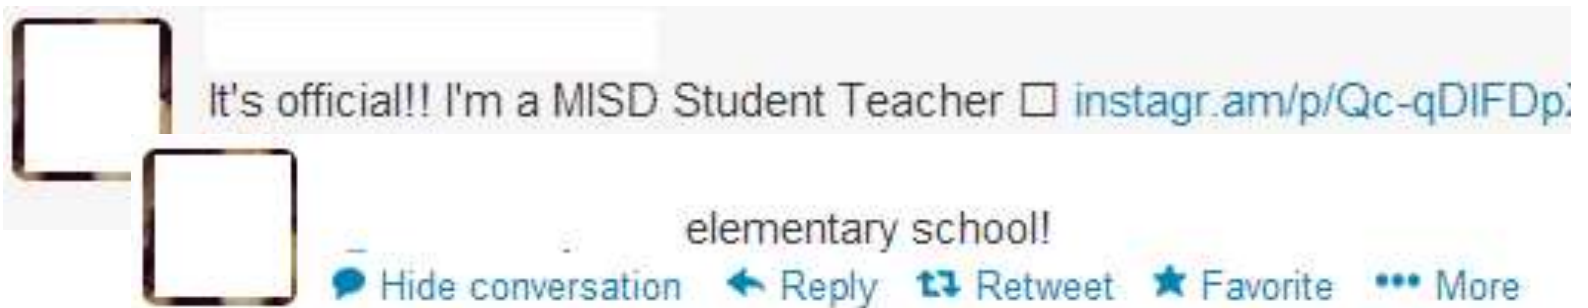 It's official!! I'm a MISD Student Teacher □ instagr.am/p/Qc-qDIFDp
elementary school!
Hide conversation Reply Retweet Favorite More